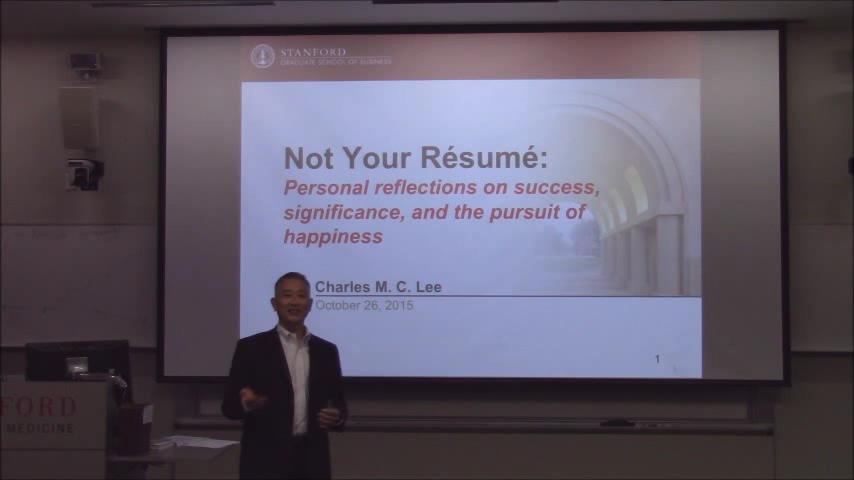 STANFORD
GRADUATE SCHOOL OF BUSINESS
Not Your Résumé:
Personal reflections on success,
significance, and the pursuit of
happiness
Charles M. C. Lee
October 26, 2015
1
FORD
MEDICINE